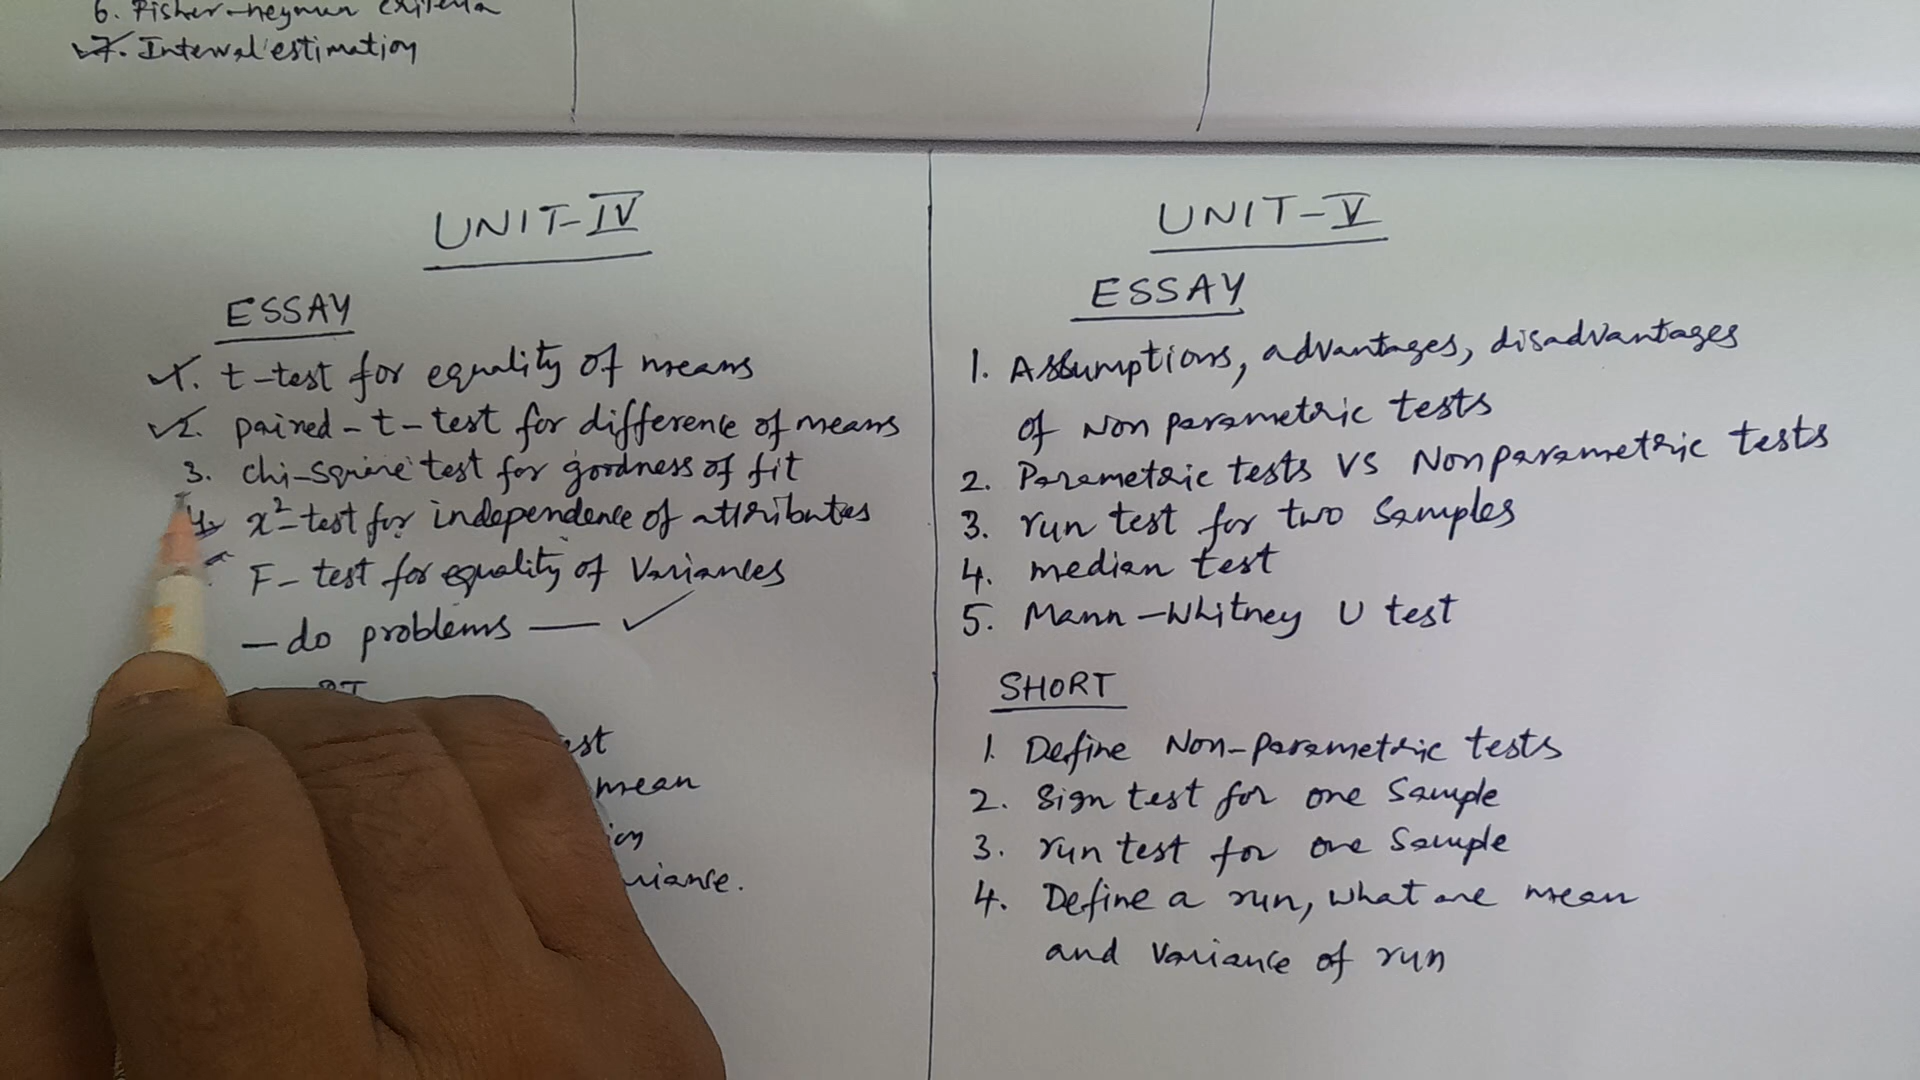 6. Fisher-neyman criteria
7. Interval estimation
UNIT-IV
ESSAY
1. t-test for equality of means
2. paired-t-test for difference of means
3. chi-square test for goodness of fit
4. x²-test for independence of attributes
F-test for equality of Variances
- do problems -
mean
UNIT-V
ESSAY
1. Assumptions, advantages, disadvantages
of Non parametric tests
2. Parametric tests VS Nonparametric tests
3. run test for two Samples
4. median test
5. Mann-Whitney U test
SHORT
1. Define Non-Parametric tests
2. Sign test for one Sample
3. run test for one Sample
4. Define a run, what are mean
and Variance of run